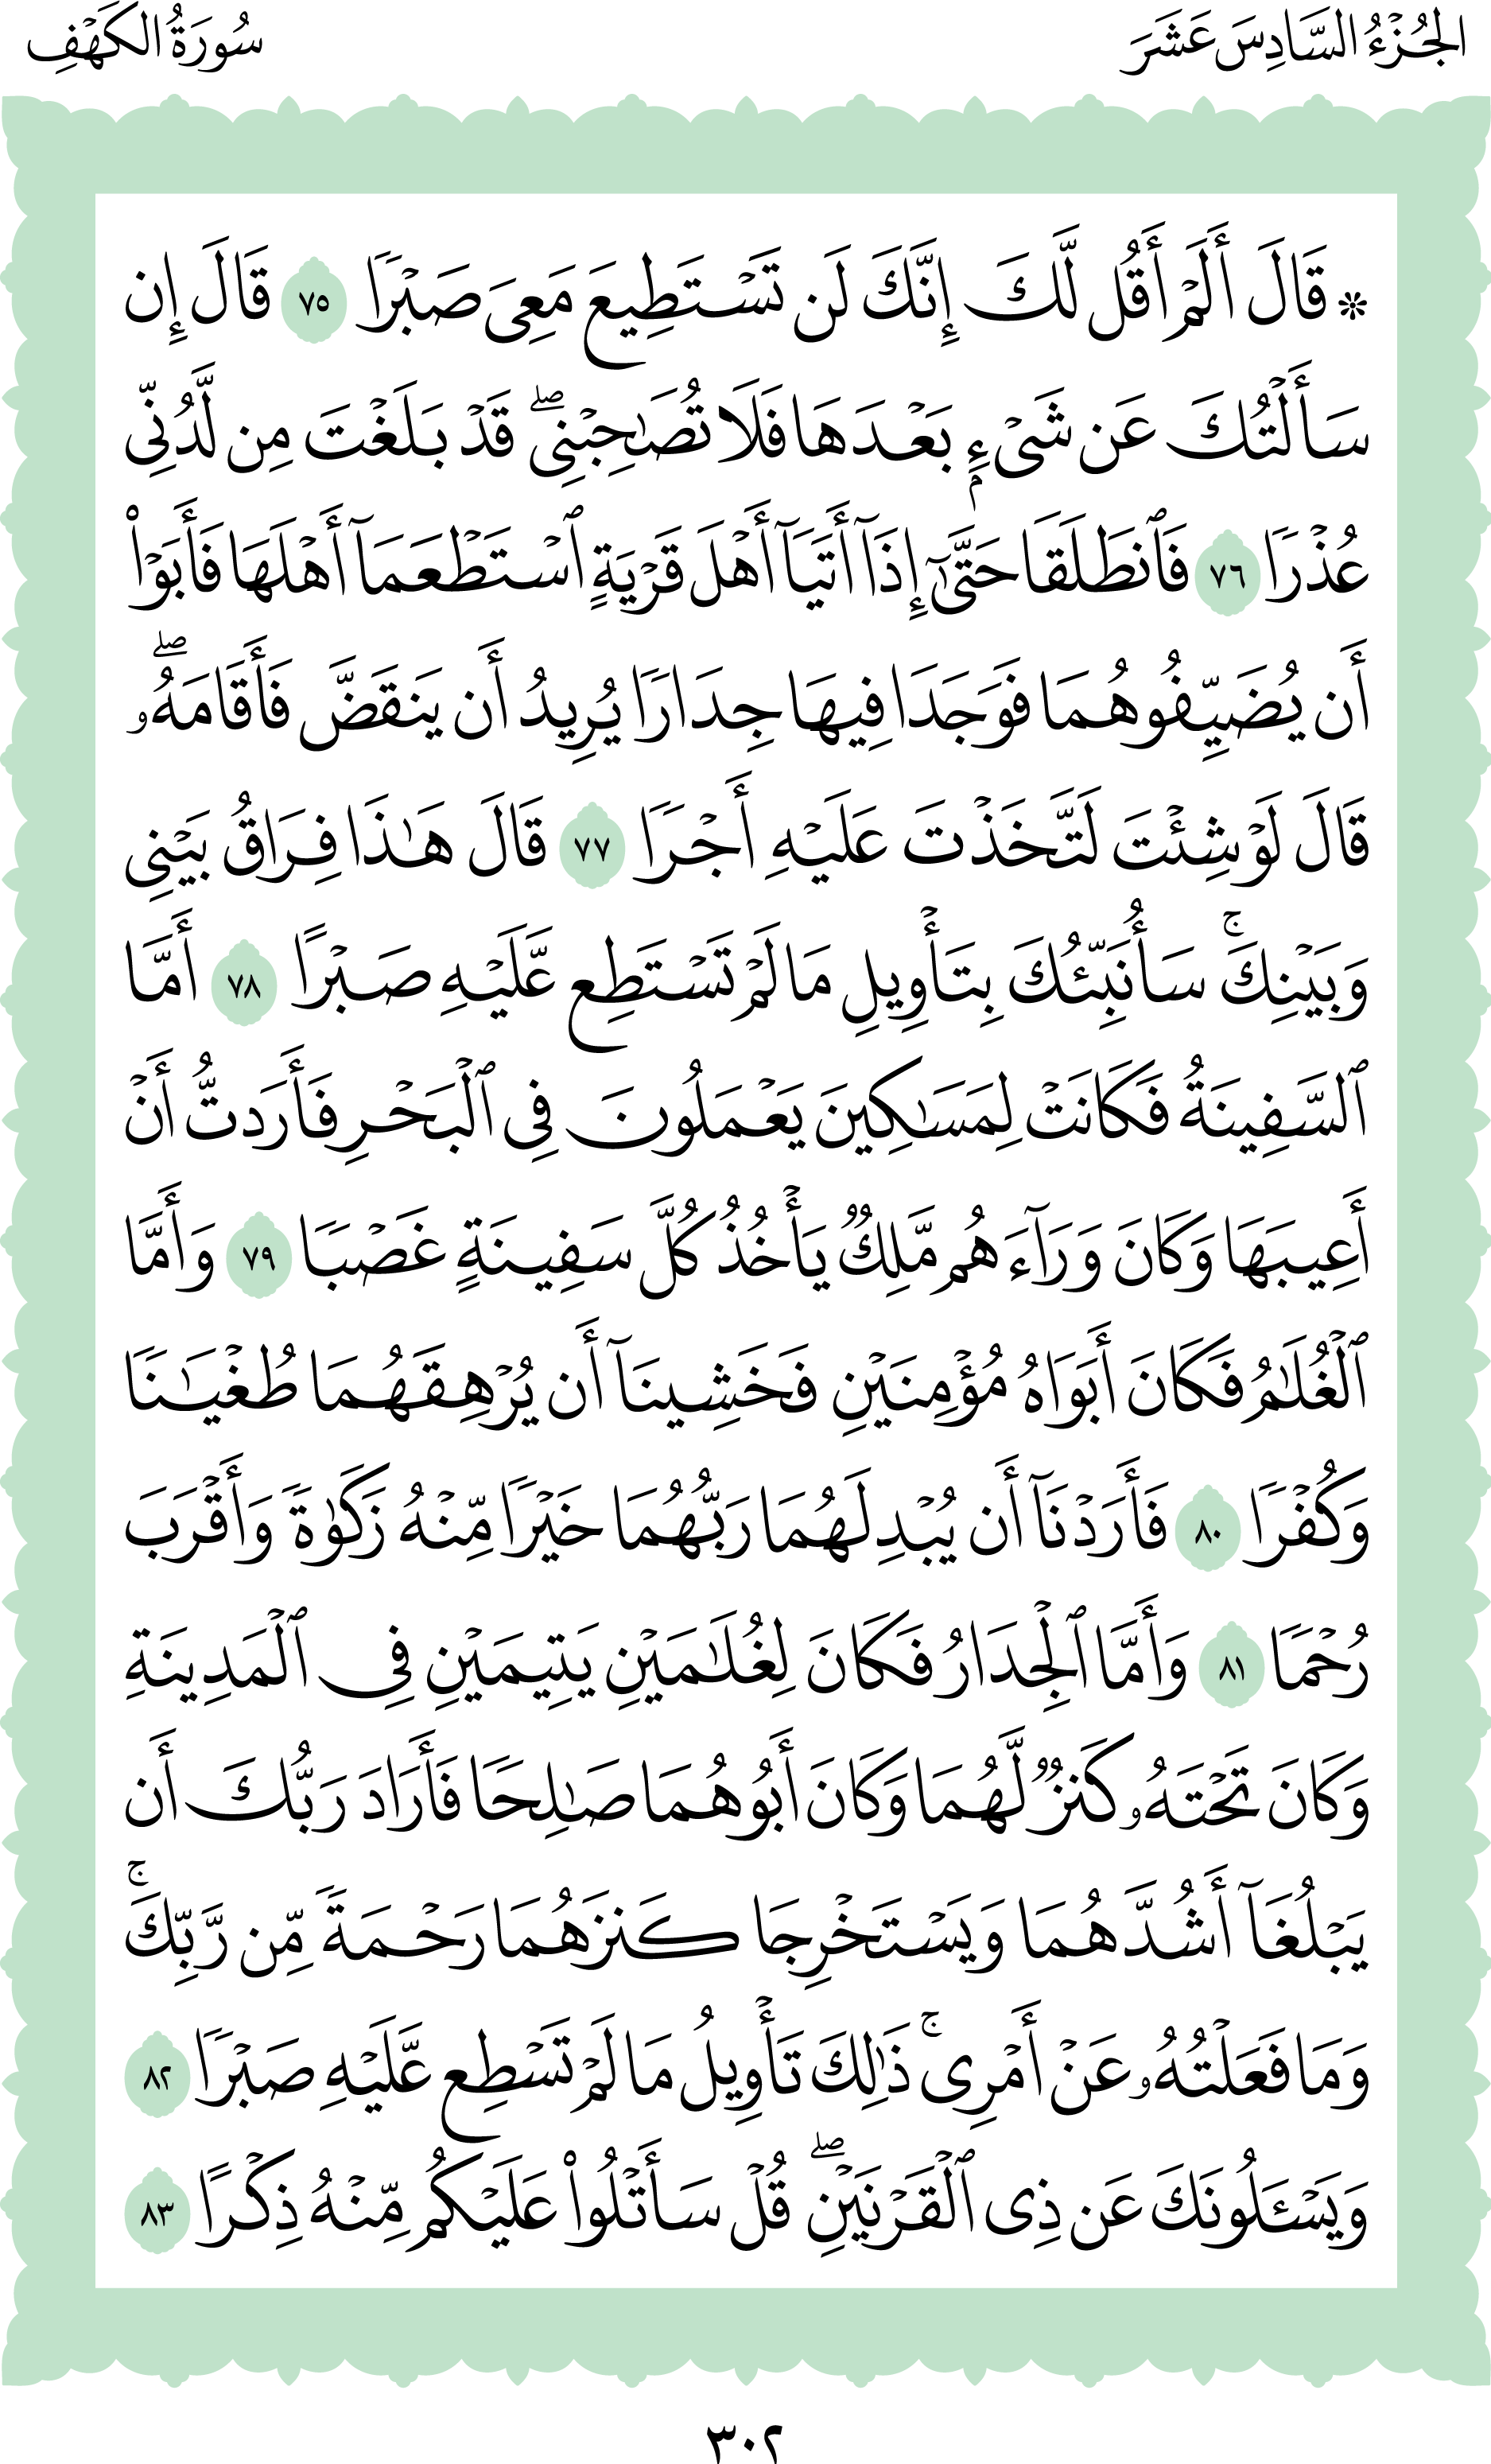 الجُزْءُ السَّادِسَ عَشَرَ
سُورَةُ الكَهْفِ
* قَالَ أَلَمۡ أَقُل لَّكَ إِنَّكَ لَن تَسۡتَطِيعَ مَعِىَ صَبۡرٗا ٧٥ قَالَ إِن
سَأَلۡتُكَ عَن شَىۡءِۭ بَعۡدَهَا فَلَا تُصَٰحِبۡنِىۖ قَدۡ بَلَغۡتَ مِن لَّدُنِّى
عُذۡرٗا ٧٦ فَٱنطَلَقَا حَتَّىٰٓ إِذَآ أَتَيَآ أَهۡلَ قَرۡيَةٍ ٱسۡتَطۡعَمَآ أَهۡلَهَا فَأَبَوۡاْ
أَن يُضَيِّفُوهُمَا فَوَجَدَا فِيهَا جِدَارٗا يُرِيدُ أَن يَنقَضَّ فَأَقَامَهُۥۖ
قَالَ لَوۡ شِئۡتَ لَتَّخَذۡتَ عَلَيۡهِ أَجۡرٗا ٧٧ قَالَ هَٰذَا فِرَاقُ بَيۡنِى
وَبَيۡنِكَۚ سَأُنَبِّئُكَ بِتَأۡوِيلِ مَا لَمۡ تَسۡتَطِع عَّلَيۡهِ صَبۡرًا ٧٨ أَمَّا
ٱلسَّفِينَةُ فَكَانَتۡ لِمَسَٰكِينَ يَعۡمَلُونَ فِى ٱلۡبَحۡرِ فَأَرَدتُّ أَنۡ
أَعِيبَهَا وَكَانَ وَرَآءَهُم مَّلِكٞ يَأۡخُذُ كُلَّ سَفِينَةٍ غَصۡبٗا ٧٩ وَأَمَّا
ٱلۡغُلَٰمُ فَكَانَ أَبَوَاهُ مُؤۡمِنَيۡنِ فَخَشِينَآ أَن يُرۡهِقَهُمَا طُغۡيَٰنٗا
وَكُفۡرٗا ٨٠ فَأَرَدۡنَآ أَن يُبۡدِلَهُمَا رَبُّهُمَا خَيۡرٗا مِّنۡهُ زَكَوٰةٗ وَأَقۡرَبَ
رُحۡمٗا ٨١ وَأَمَّا ٱلۡجِدَارُ فَكَانَ لِغُلَٰمَيۡنِ يَتِيمَيۡنِ فِى ٱلۡمَدِينَةِ
وَكَانَ تَحۡتَهُۥ كَنزٞ لَّهُمَا وَكَانَ أَبُوهُمَا صَٰلِحٗا فَأَرَادَ رَبُّكَ أَن
يَبۡلُغَآ أَشُدَّهُمَا وَيَسۡتَخۡرِجَا كَنزَهُمَا رَحۡمَةٗ مِّن رَّبِّكَۚ
وَمَا فَعَلۡتُهُۥ عَنۡ أَمۡرِىۚ ذَٰلِكَ تَأۡوِيلُ مَا لَمۡ تَسۡطِع عَّلَيۡهِ صَبۡرٗا ٨٢
وَيَسۡـَٔلُونَكَ عَن ذِى ٱلۡقَرۡنَيۡنِۖ قُلۡ سَأَتۡلُواْ عَلَيۡكُم مِّنۡهُ ذِكۡرًا ٨٣
٣٠٢